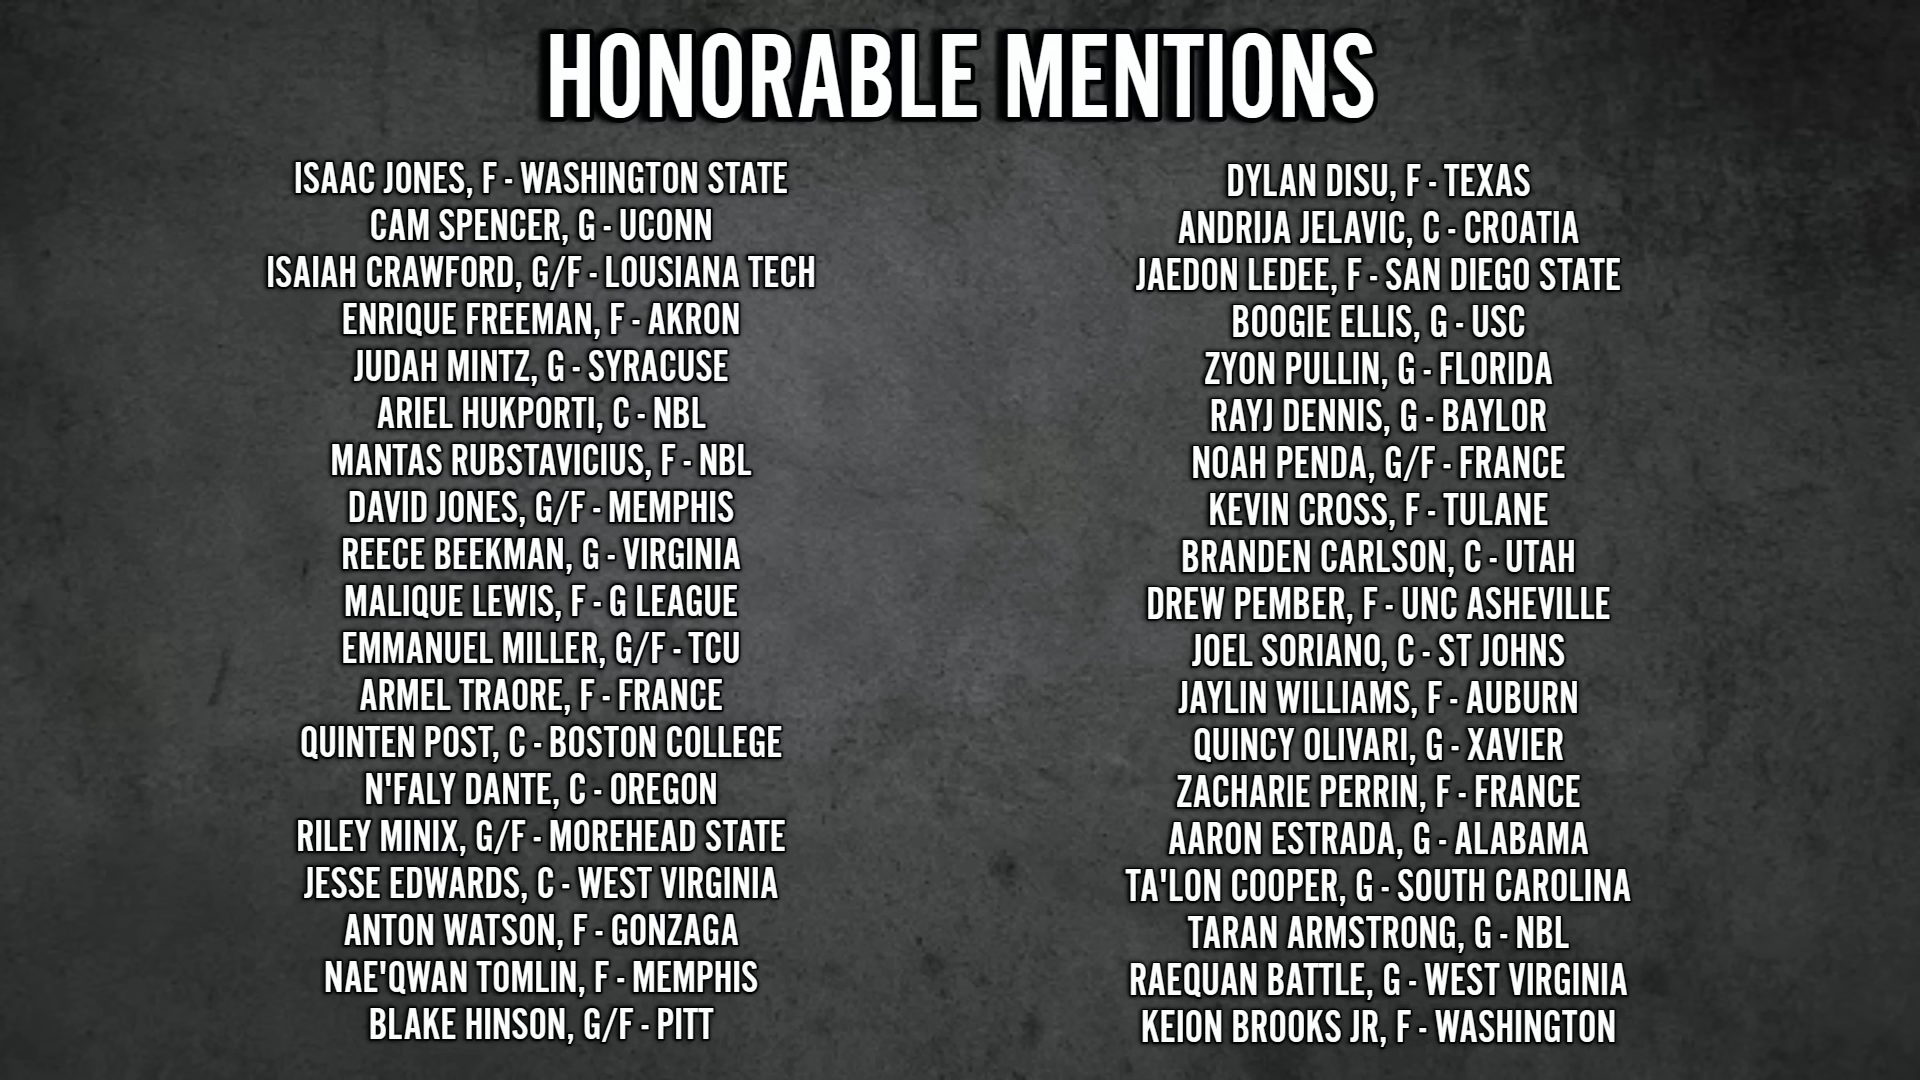 HONORABLE MENTIONS
ISAAC JONES, F - WASHINGTON STATE
CAM SPENCER, G - UCONN
ISAIAH CRAWFORD, G/F - LOUSIANA TECH
ENRIQUE FREEMAN, F - AKRON
JUDAH MINTZ, G - SYRACUSE
ARIEL HUKPORTI, C - NBL
MANTAS RUBSTAVICIUS, F - NBL
DAVID JONES, G/F - MEMPHIS
REECE BEEKMAN, G - VIRGINIA
MALIQUE LEWIS, F - G LEAGUE
EMMANUEL MILLER, G/F - TCU
ARMEL TRAORE, F - FRANCE
QUINTEN POST, C - BOSTON COLLEGE
N'FALY DANTE, C - OREGON
RILEY MINIX, G/F - MOREHEAD STATE
JESSE EDWARDS, C - WEST VIRGINIA
ANTON WATSON, F - GONZAGA
NAE'QWAN TOMLIN, F - MEMPHIS
BLAKE HINSON, G/F - PITT
DYLAN DISU, F - TEXAS
ANDRIJA JELAVIC, C - CROATIA
JAEDON LEDEE, F - SAN DIEGO STATE
BOOGIE ELLIS, G - USC
ZYON PULLIN, G - FLORIDA
RAYJ DENNIS, G - BAYLOR
NOAH PENDA, G/F - FRANCE
KEVIN CROSS, F - TULANE
BRANDEN CARLSON, C - UTAH
DREW PEMBER, F - UNC ASHEVILLE
JOEL SORIANO, C - ST JOHNS
JAYLIN WILLIAMS, F - AUBURN
QUINCY OLIVARI, G - XAVIER
ZACHARIE PERRIN, F - FRANCE
AARON ESTRADA, G - ALABAMA
TA'LON COOPER, G - SOUTH CAROLINA
TARAN ARMSTRONG, G - NBL
RAEQUAN BATTLE, G - WEST VIRGINIA
KEION BROOKS JR, F - WASHINGTON